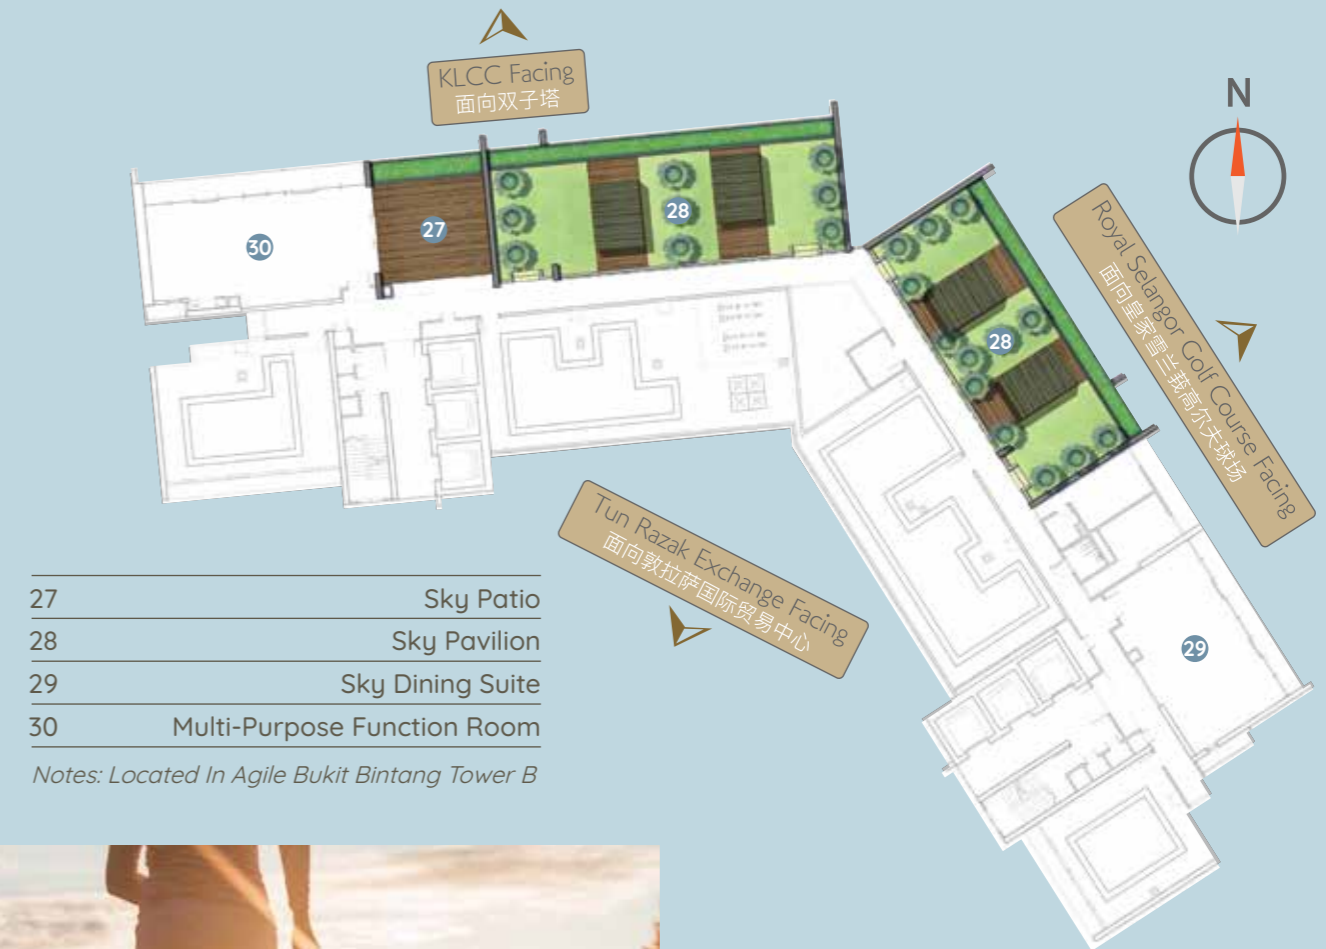 KLCC Facing
面向双子塔
N
Royal Selangor Golf Course Facing
面向皇家雪兰莪高尔夫球场
30
27
28
28
Tun Razak Exchange Facing
面向敦拉萨国际贸易中心
29
27 Sky Patio
28 Sky Pavilion
29 Sky Dining Suite
30 Multi-Purpose Function Room
Notes: Located In Agile Bukit Bintang Tower B